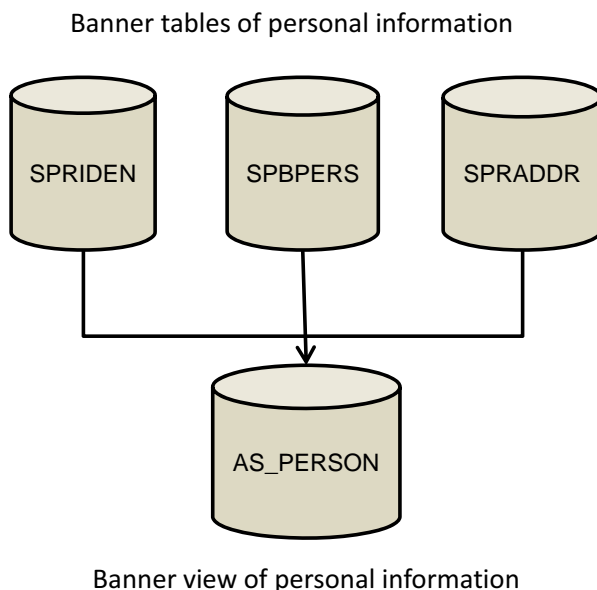 Banner tables of personal information
SPRIDEN
SPBPERS
SPRADDR
AS_PERSON
Banner view of personal information